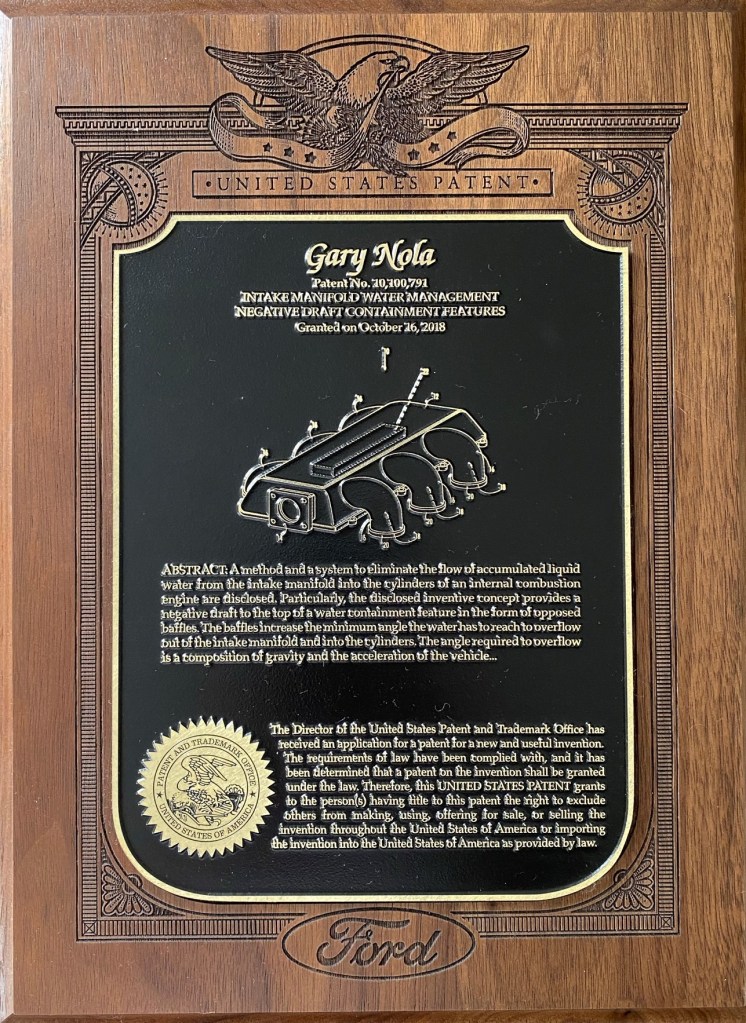 UNITED STATES PATENT
Gary Nola
Patent No. 10,100,791
INTAKE MANIFOLD WATER MANAGEMENT
NEGATIVE DRAFT CONTAINMENT FEATURES
Granted on October 16, 2018
ABSTRACT: A method and a system to eliminate the flow of accumulated liquid
water from the intake manifold into the cylinders of an internal combustion
engine are disclosed. Particularly, the disclosed inventive concept provides a
negative draft to the top of a water containment feature in the form of opposed
baffles. The baffles increase the minimum angle the water has to reach to overflow
out of the intake manifold and into the cylinders. The angle required to overflow
is a composition of gravity and the acceleration of the vehicle...
The Director of the United States Patent and Trademark Office has
received an application for a patent for a new and useful invention.
The requirements of law have been complied with, and it has
been determined that a patent on the invention shall be granted
under the law. Therefore, this UNITED STATES PATENT grants
to the person(s) having title to this patent the right to exclude
others from making, using, offering for sale, or selling the
invention throughout the United States of America or importing
the invention into the United States of America as provided by law.
PATENT AND TRADEMARK OFFICE
UNITED STATES OF AMERICA
Ford